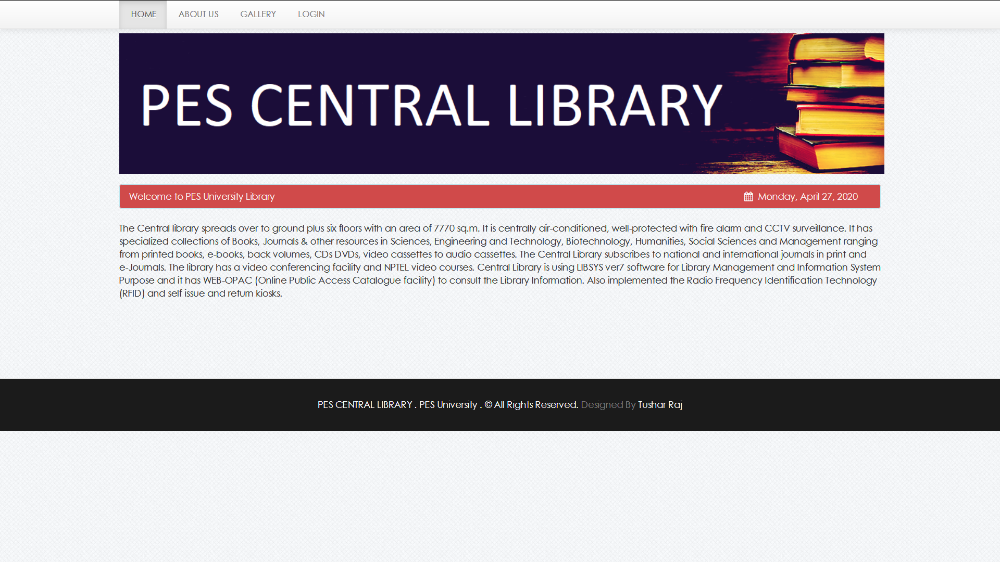 HOME ABOUT US GALLERY LOGIN
PES CENTRAL LIBRARY
Welcome to PES University Library Monday, April 27, 2020
The Central library spreads over to ground plus six floors with an area of 7770 sq.m. It is centrally air-conditioned, well-protected with fire alarm and CCTV surveillance. It has
specialized collections of Books, Journals & other resources in Sciences, Engineering and Technology, Biotechnology, Humanities, Social Sciences and Management ranging
from printed books, e-books, back volumes, CDs DVDs, video cassettes to audio cassettes. The Central Library subscribes to national and international journals in print and
e-Journals. The library has a video conferencing facility and NPTEL video courses. Central Library is using LIBSYS ver7 software for Library Management and Information System
Purpose and it has WEB-OPAC (Online Public Access Catalogue facility) to consult the Library Information. Also implemented the Radio Frequency Identification Technology
(RFID) and self issue and return kiosks.
PES CENTRAL LIBRARY . PES University . © All Rights Reserved. Designed By Tushar Raj